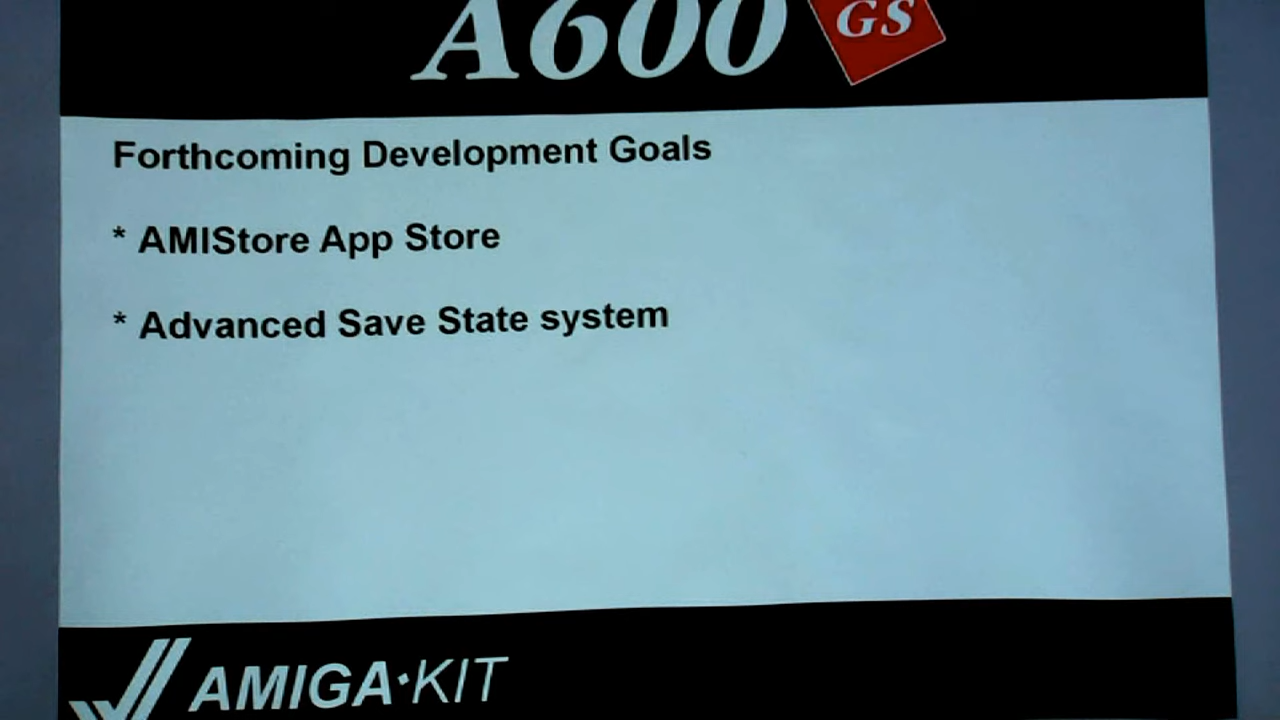 A600 GS
Forthcoming Development Goals
* AMIStore App Store
* Advanced Save State system
AMIGA·KIT